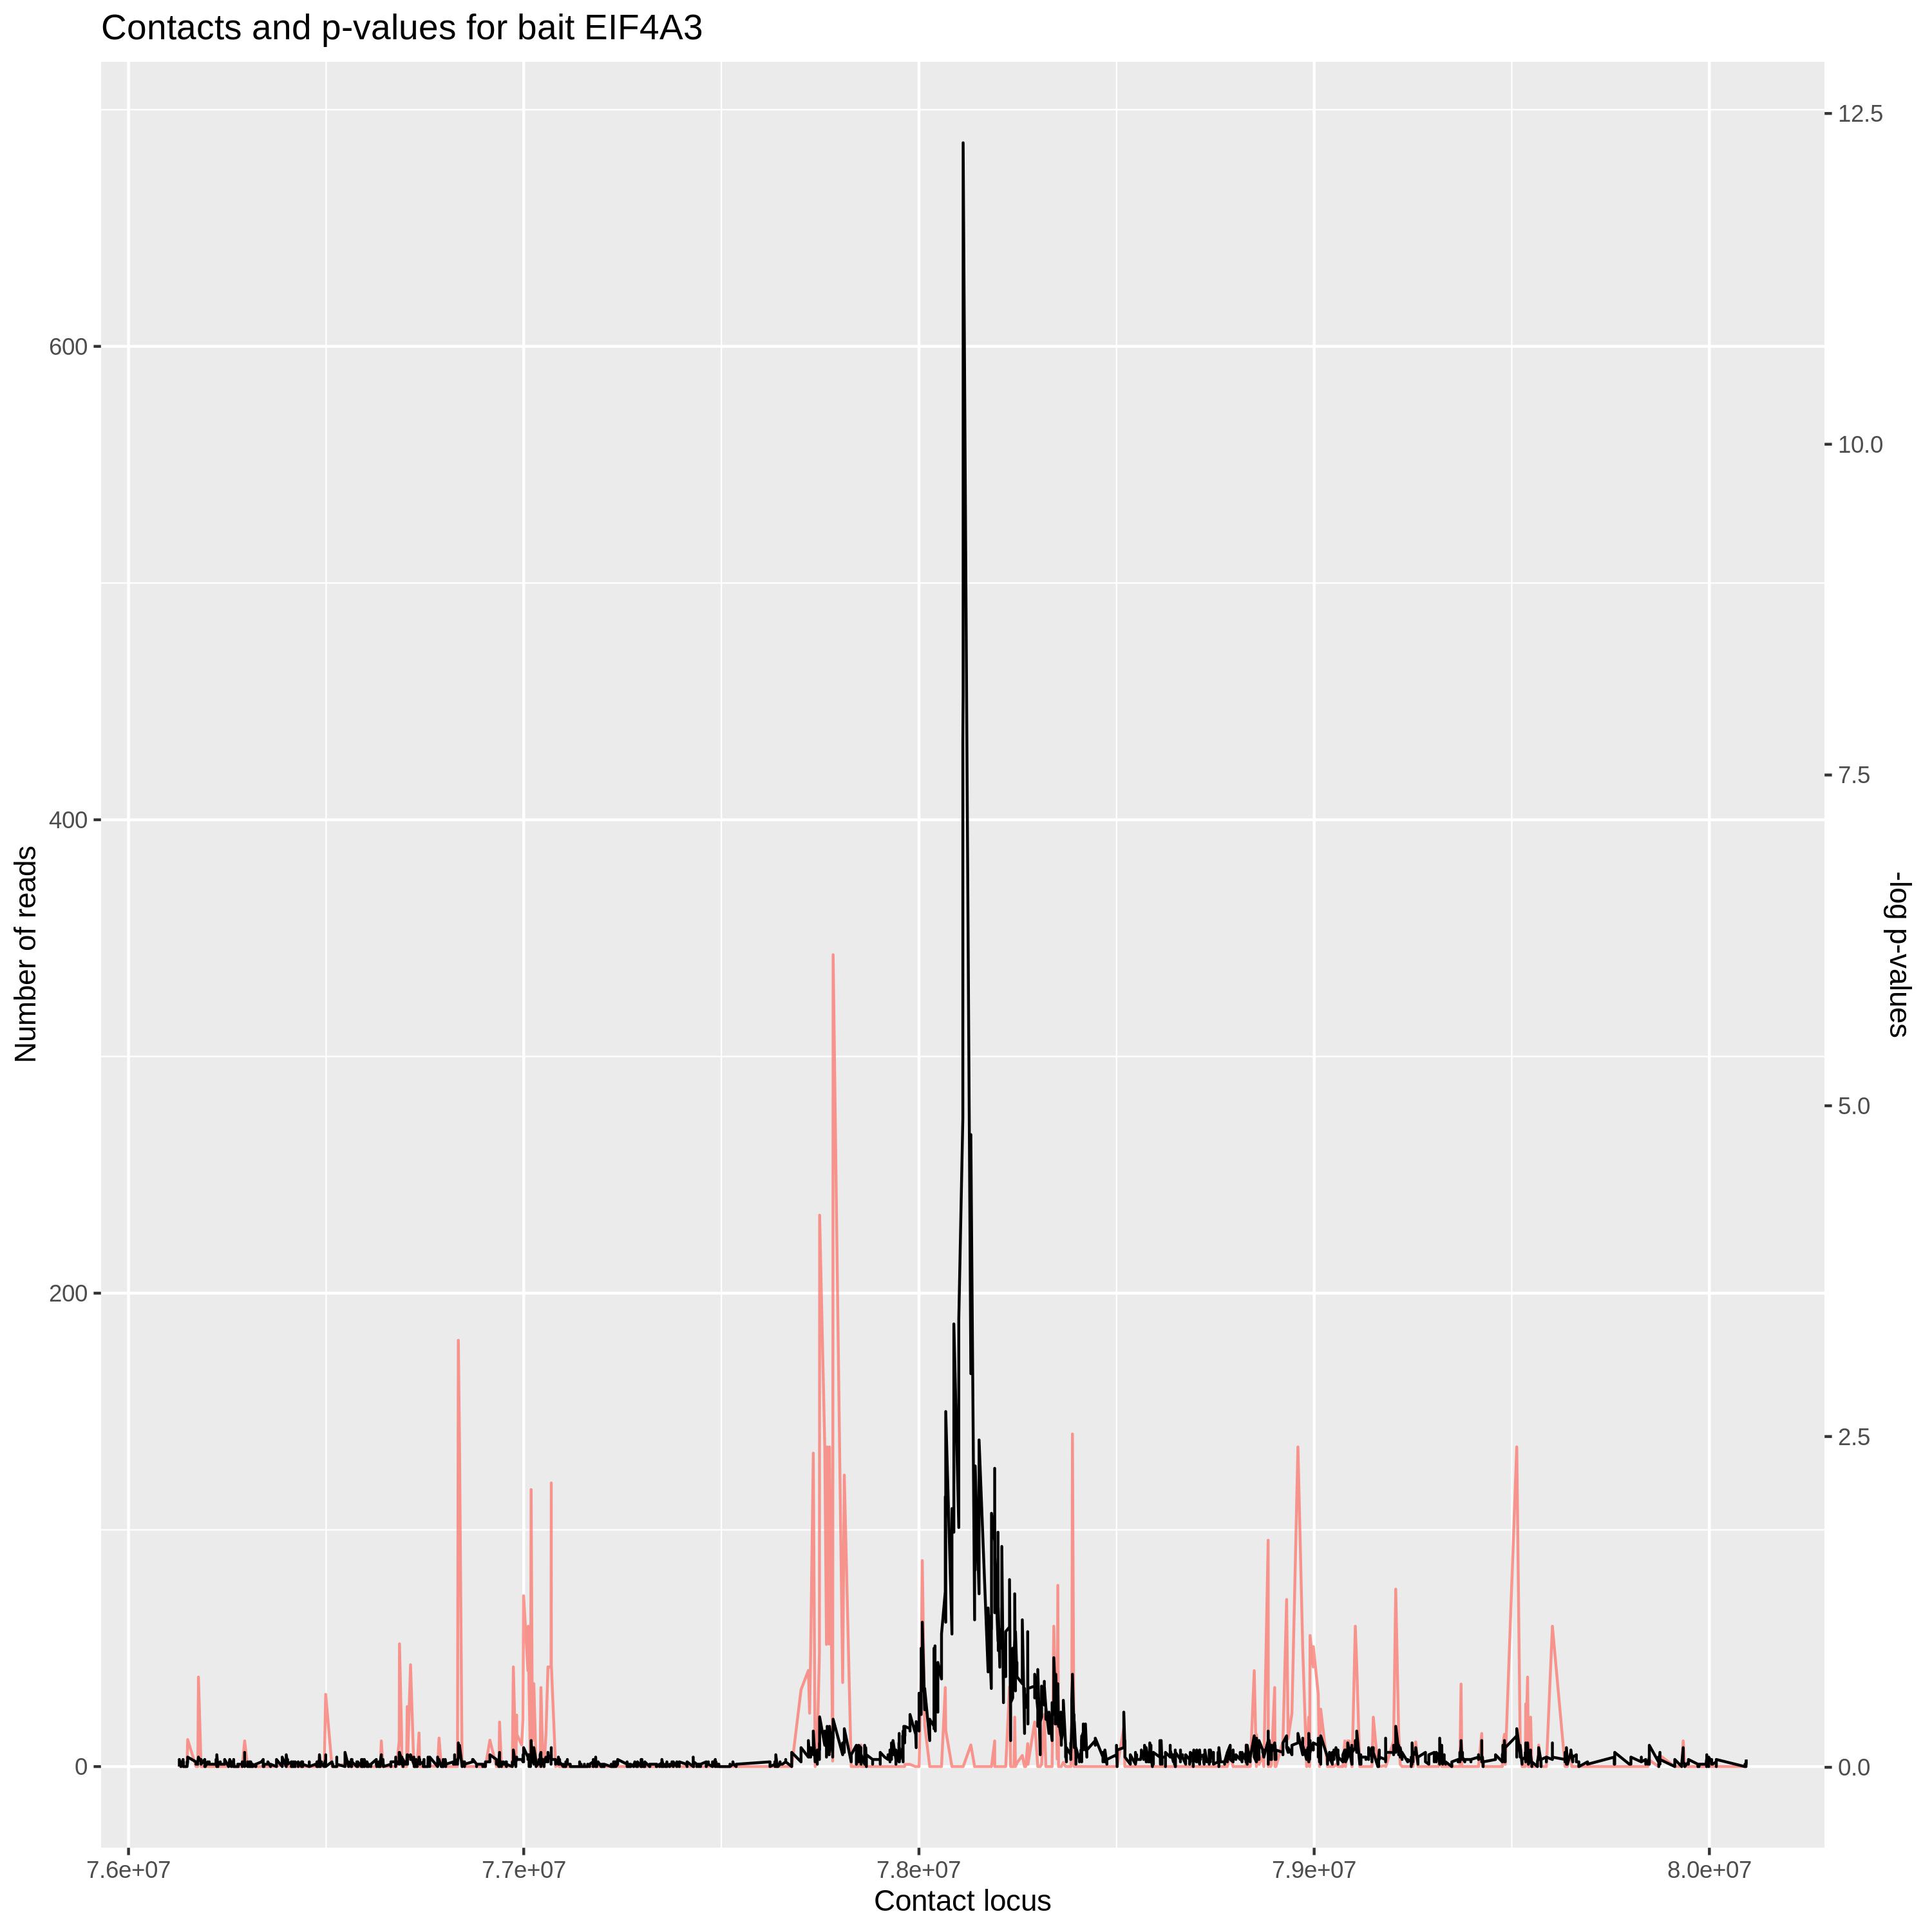 Contacts and p-values for bait EIF4A3
12.5
600
10.0
7.5
400
Number of reads
-log p-values
5.0
200
2.5
0
0.0
7.6e+07 7.7e+07 7.8e+07 7.9e+07 8.0e+07
Contact locus